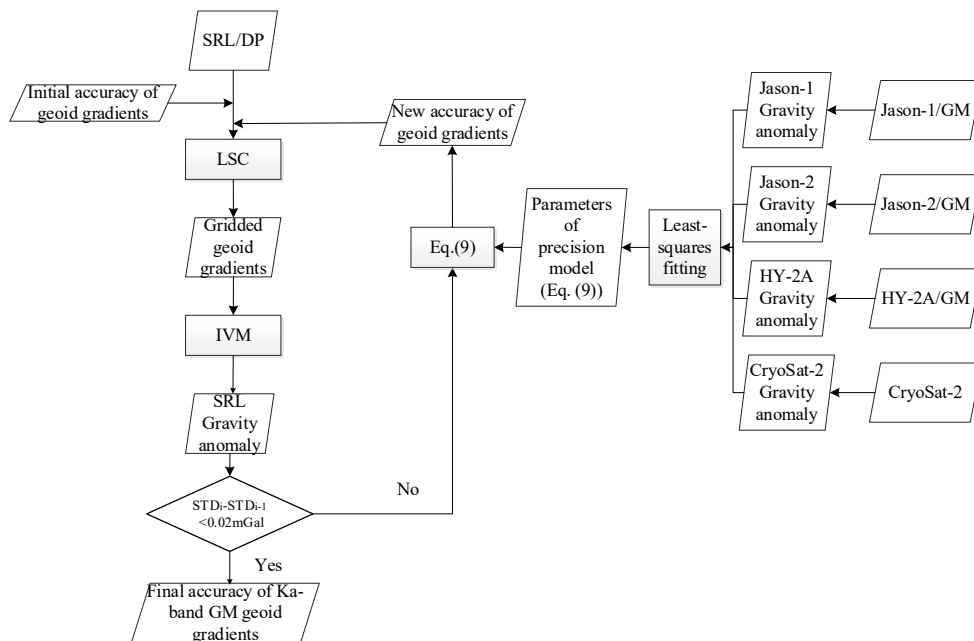 SRL/DP
Initial accuracy of
geoid gradients
New accuracy of
geoid gradients
LSC
Gridded
geoid
gradients
IVM
SRL
Gravity
anomaly
STDi-STDi-1
<0.02mGal
No
Yes
Final accuracy of Ka-
band GM geoid
gradients
Eq.(9)
Parameters
of
precision
model
(Eq. (9))
Least-
squares
fitting
Jason-1
Gravity
anomaly
Jason-1/GM
Jason-2
Gravity
anomaly
Jason-2/GM
HY-2A
Gravity
anomaly
HY-2A/GM
CryoSat-2
Gravity
anomaly
CryoSat-2